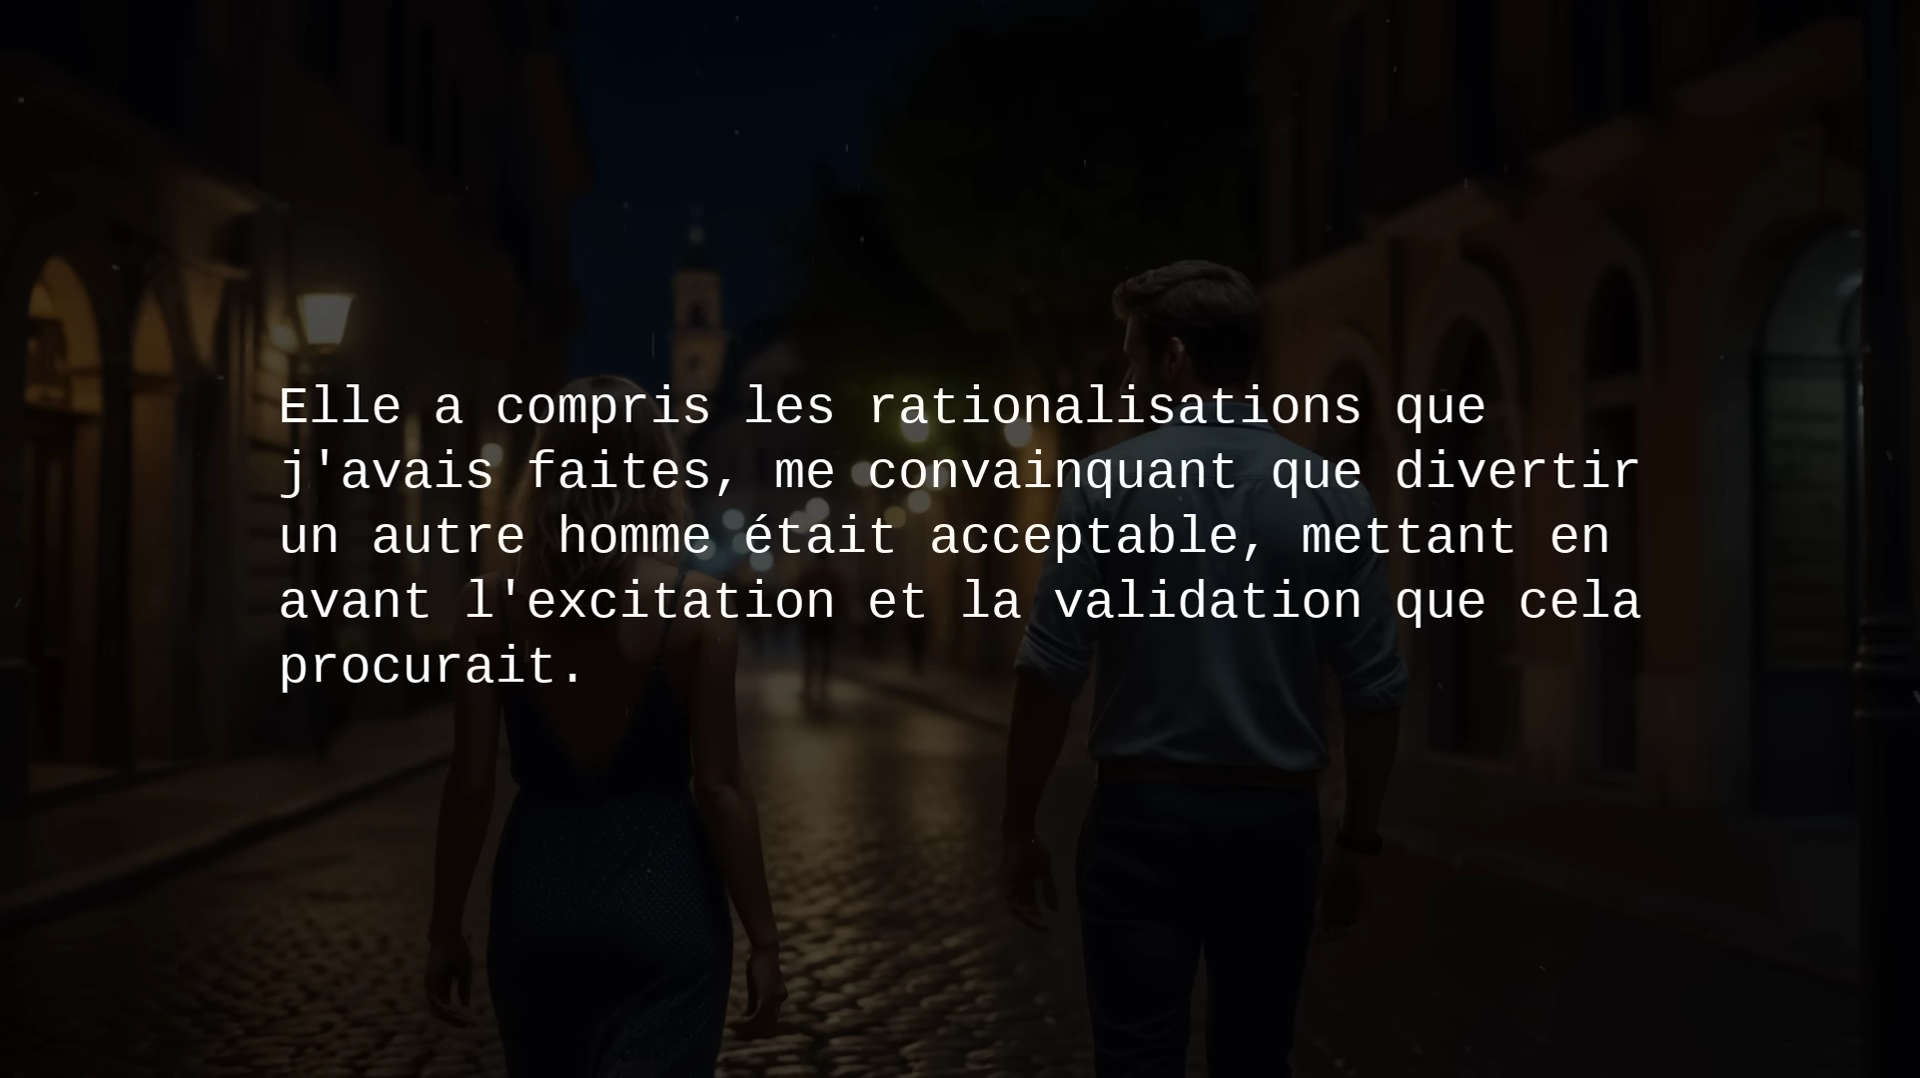 Elle a compris les rationalisations que
j'avais faites, me convainquant que divertir
un autre homme était acceptable, mettant en
avant l'excitation et la validation que cela
procurait.